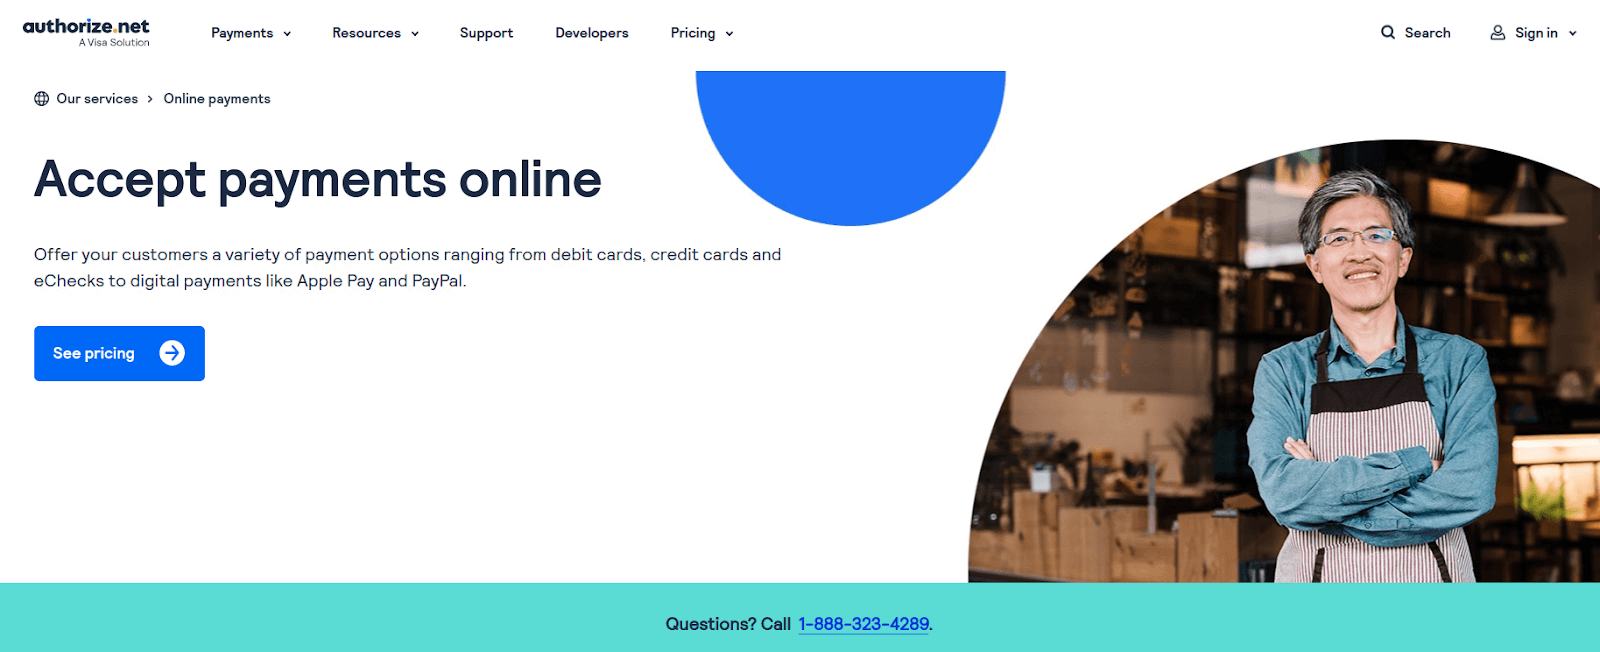 authorize.net
A Visa Solution
Payments
Resources
Support
Developers
Pricing
Search
Sign in
Our services > Online payments
Accept payments online
Offer your customers a variety of payment options ranging from debit cards, credit cards and
eChecks to digital payments like Apple Pay and PayPal.
See pricing
Questions? Call 1-888-323-4289.